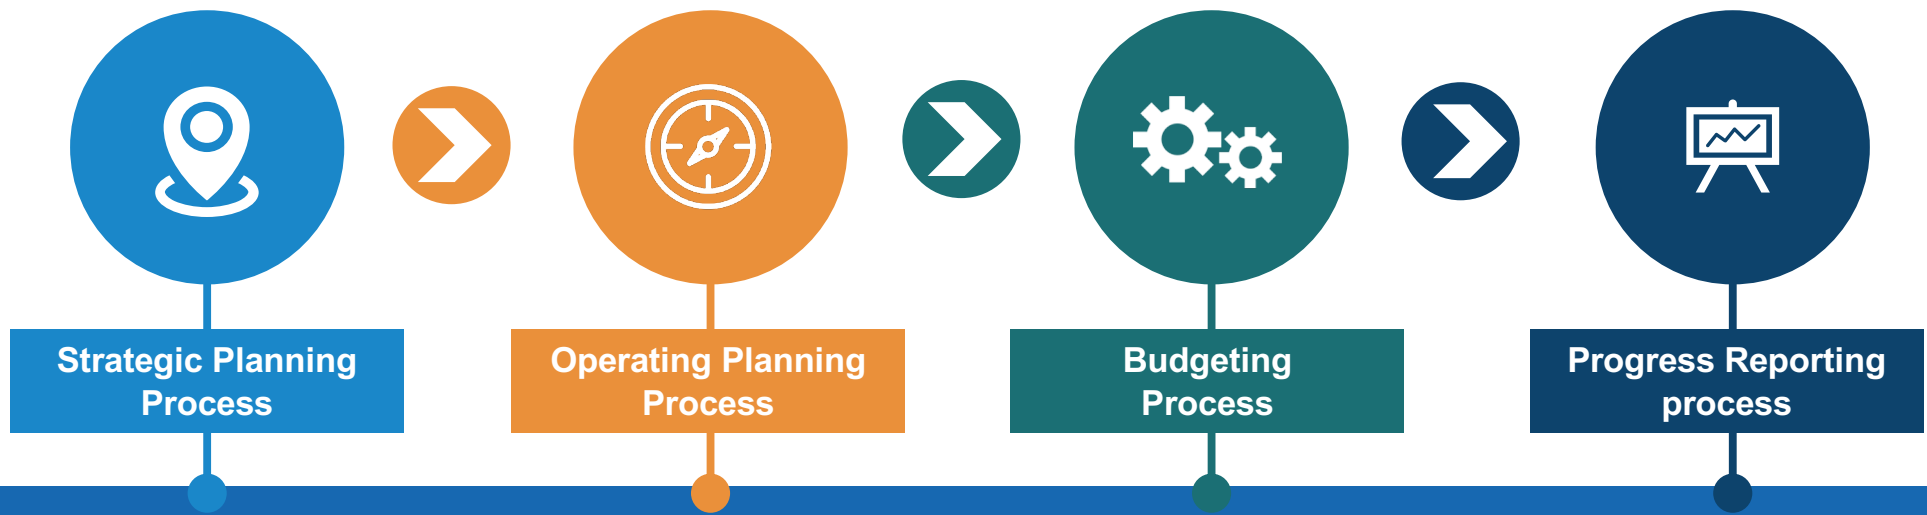 Strategic Planning
Process
Operating Planning
Process
Budgeting
Process
Progress Reporting
process